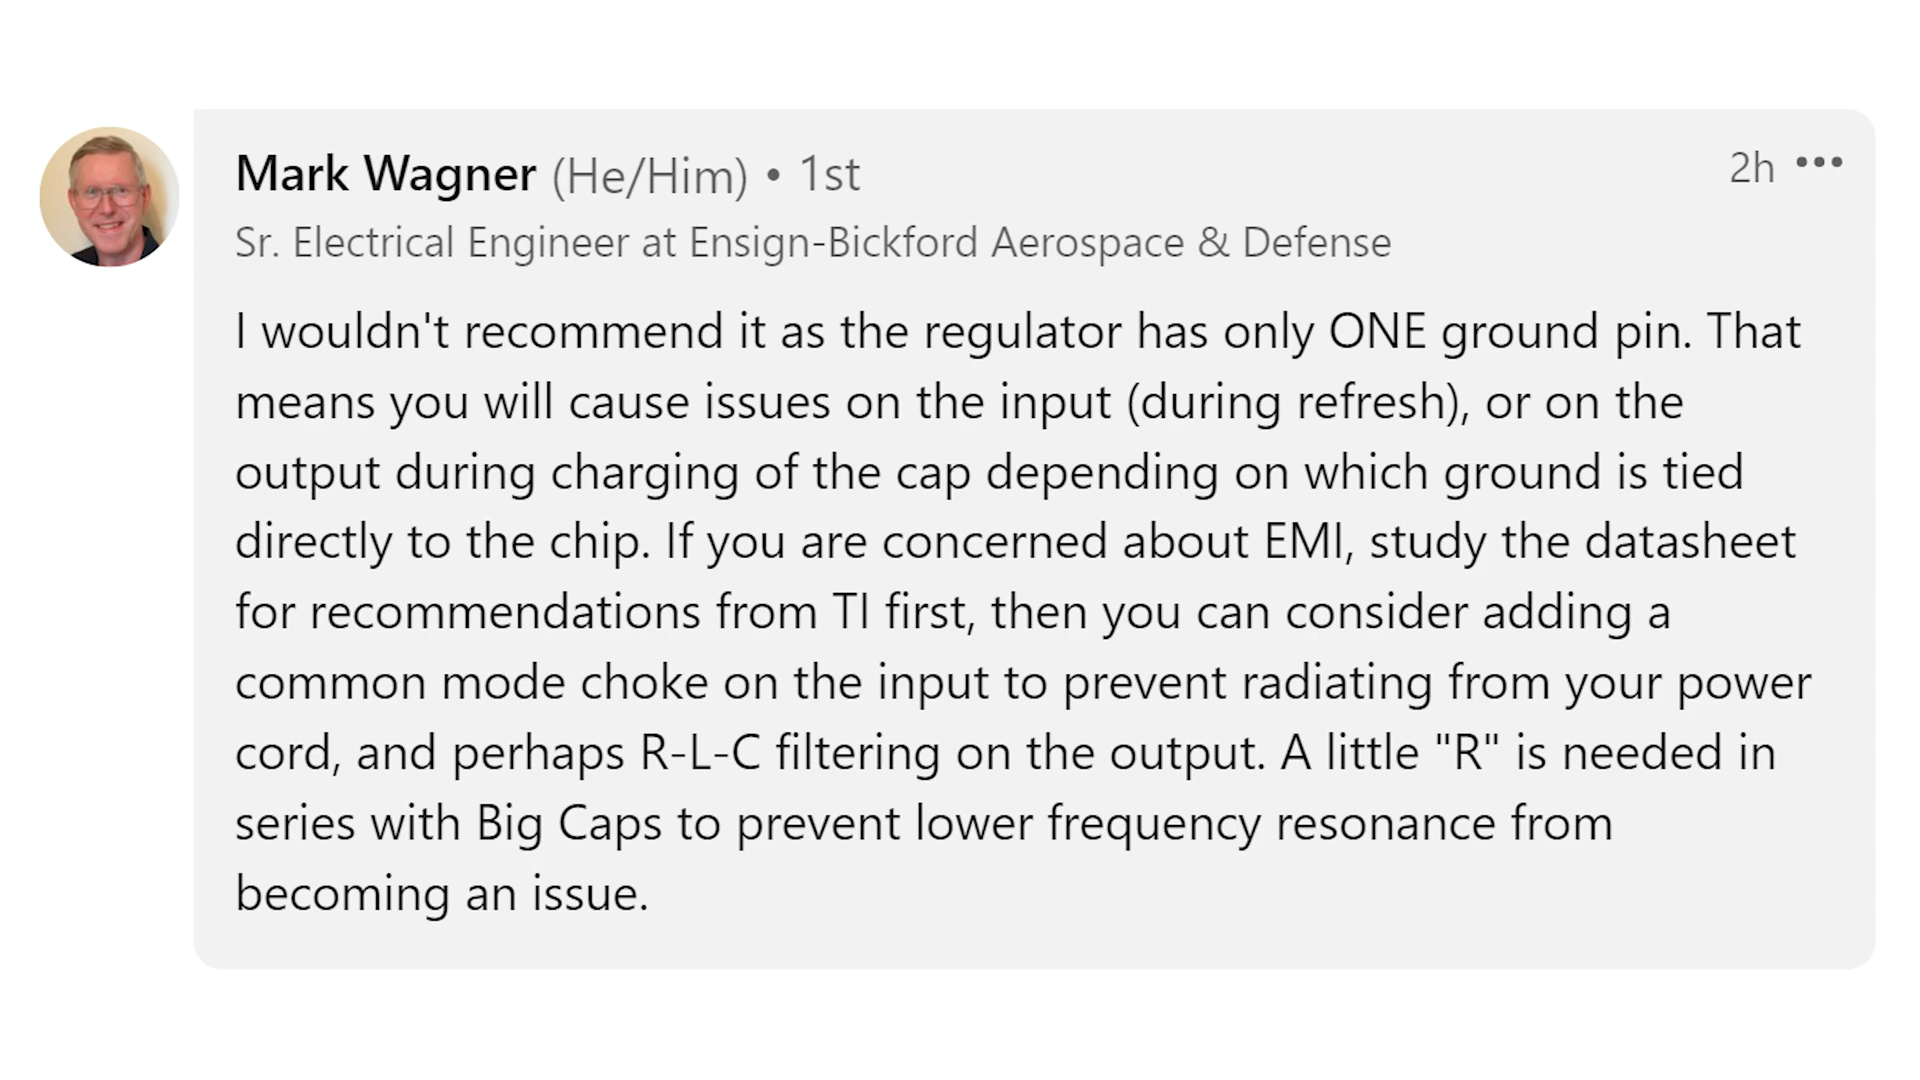 Mark Wagner (He/Him) • 1st
2h •••
Sr. Electrical Engineer at Ensign-Bickford Aerospace & Defense
I wouldn't recommend it as the regulator has only ONE ground pin. That
means you will cause issues on the input (during refresh), or on the
output during charging of the cap depending on which ground is tied
directly to the chip. If you are concerned about EMI, study the datasheet
for recommendations from TI first, then you can consider adding a
common mode choke on the input to prevent radiating from your power
cord, and perhaps R-L-C filtering on the output. A little "R" is needed in
series with Big Caps to prevent lower frequency resonance from
becoming an issue.